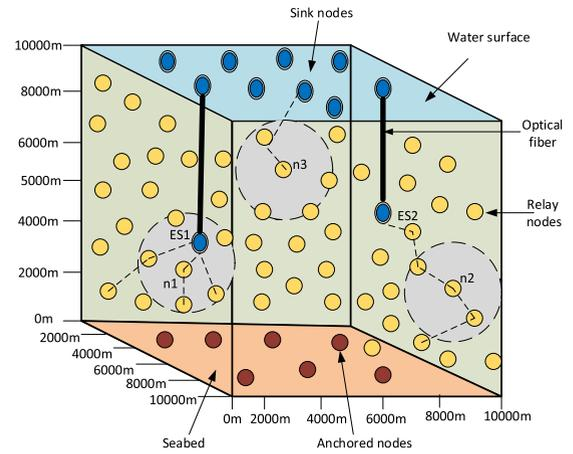 Sink nodes
Water surface
10000m
8000m
6000m
5000m
4000m
2000m
0m
Optical
fiber
n3
Relay
nodes
ES1
ES2
n1
n2
2000m
4000m
6000m
8000m
10000m
0m 2000m 4000m 6000m 8000m 10000m
Seabed
Anchored nodes